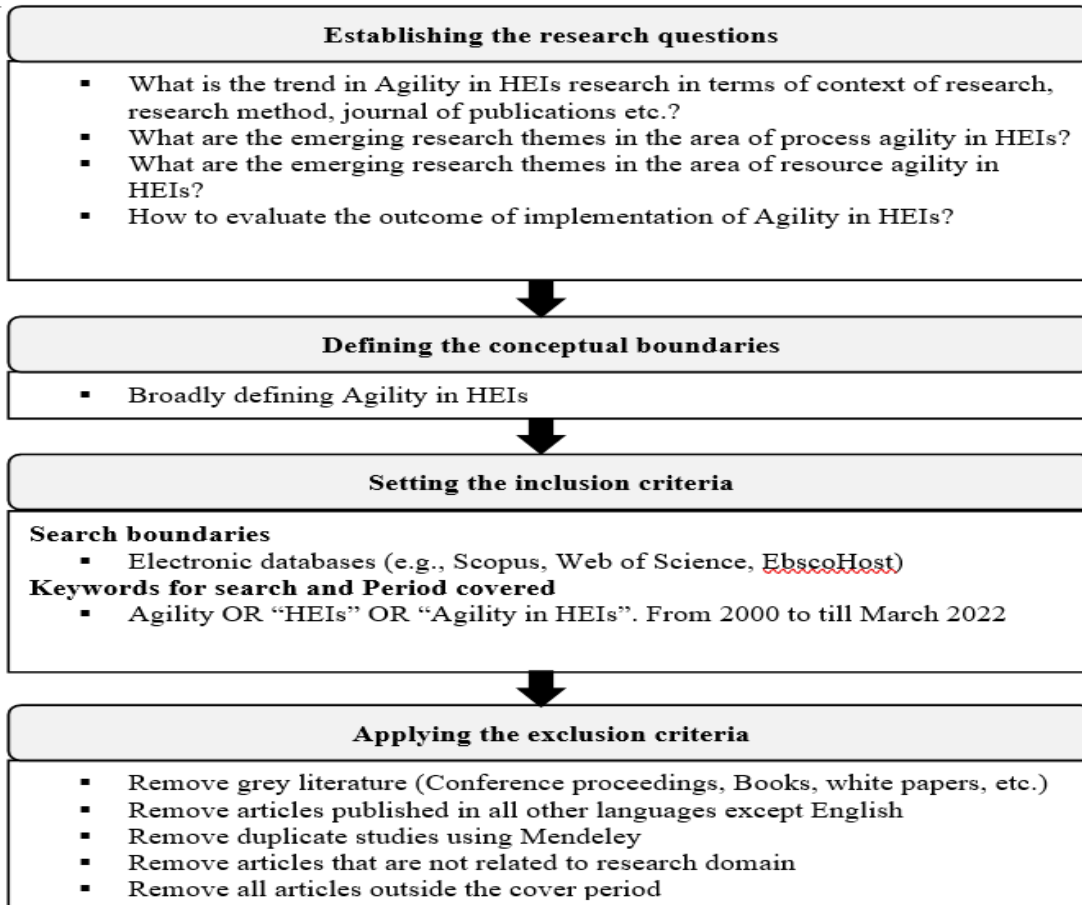 Establishing the research questions
▪ What is the trend in Agility in HEIs research in terms of context of research,
research method, journal of publications etc.?
▪ What are the emerging research themes in the area of process agility in HEIs?
▪ What are the emerging research themes in the area of resource agility in
HEIs?
▪ How to evaluate the outcome of implementation of Agility in HEIs?
Defining the conceptual boundaries
▪ Broadly defining Agility in HEIs
Setting the inclusion criteria
Search boundaries
▪ Electronic databases (e.g., Scopus, Web of Science, EbscoHost)
Keywords for search and Period covered
▪ Agility OR “HEIs” OR “Agility in HEIs”. From 2000 to till March 2022
Applying the exclusion criteria
▪ Remove grey literature (Conference proceedings, Books, white papers, etc.)
▪ Remove articles published in all other languages except English
▪ Remove duplicate studies using Mendeley
▪ Remove articles that are not related to research domain
▪ Remove all articles outside the cover period